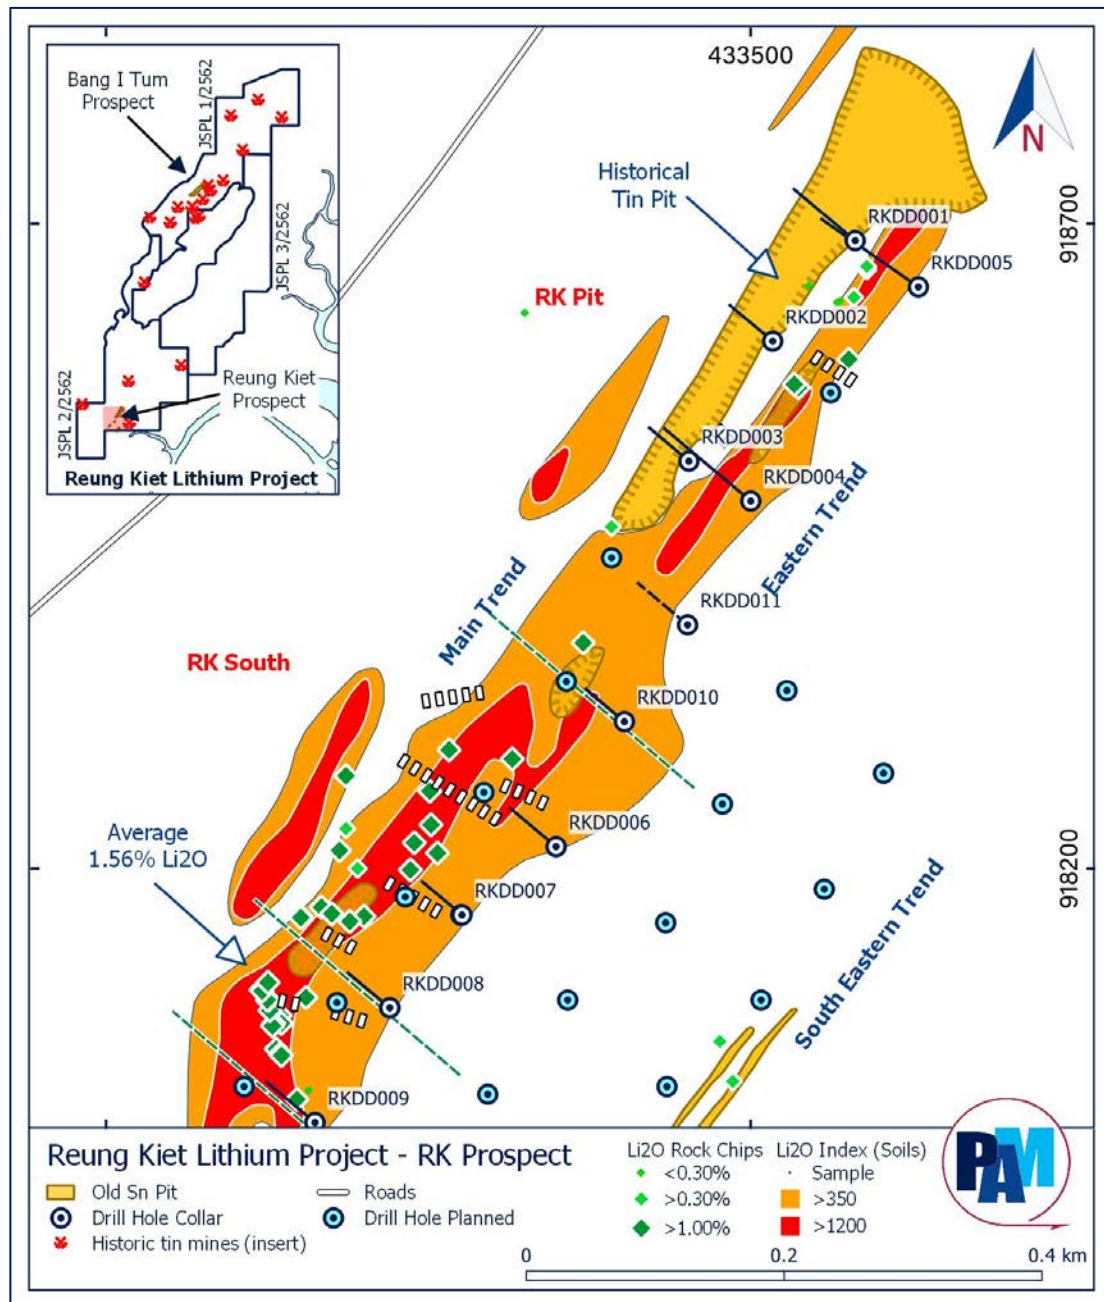 433500
918700
918200
Bang I Tum
Prospect
JSPL 1/2562
JSPL 3/2562
JSPL 2/2562
Reung Kiet
Prospect
Reung Kiet Lithium Project
N
Historical
Tin Pit
RK Pit
RKDD001
RKDD005
RKDD002
RKDD003
RKDD004
Eastern Trend
RKDD011
Main Trend
RK South
RKDD010
Average
1.56% Li2O
RKDD006
RKDD007
RKDD008
South Eastern Trend
RKDD009
Reung Kiet Lithium Project - RK Prospect
Old Sn Pit
Roads
Drill Hole Collar
Drill Hole Planned
Historic tin mines (insert)
Li2O Rock Chips
<0.30%
>0.30%
>1.00%
Li2O Index (Soils)
Sample
>350
>1200
PAM
0 0.2 0.4 km